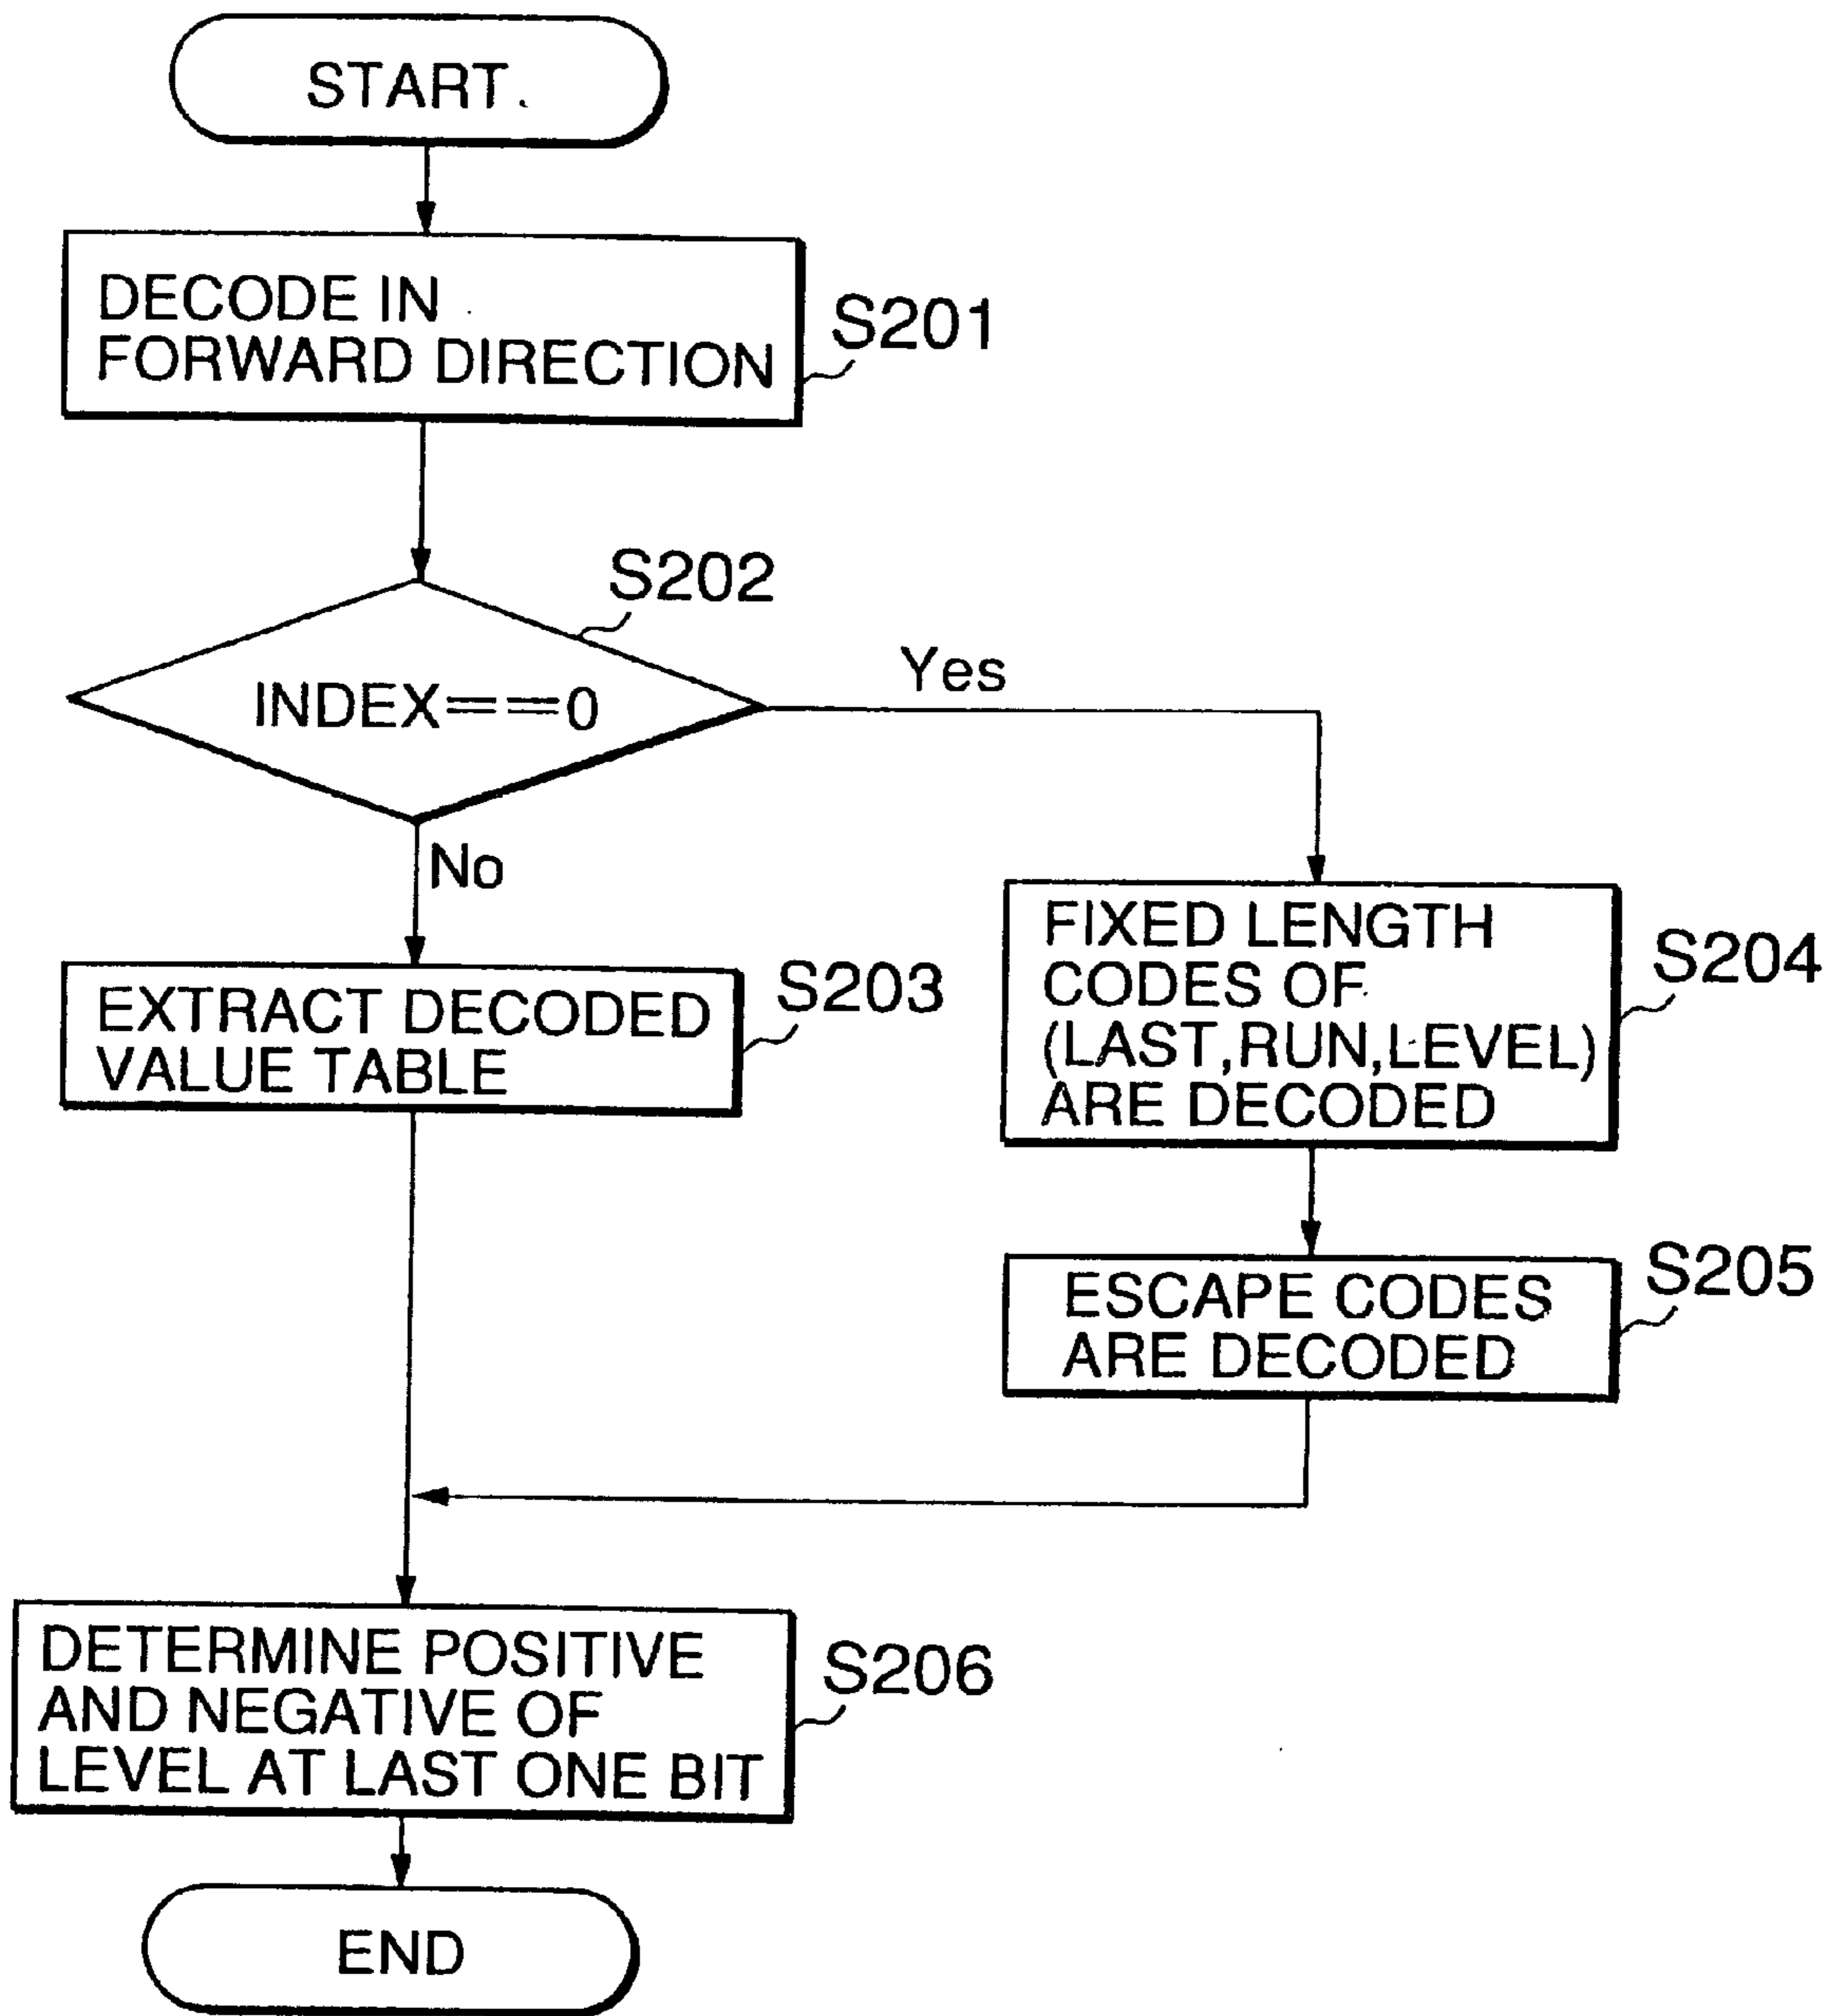 START.
DECODE IN
FORWARD DIRECTION
S201
S202
INDEX==0
Yes
No
EXTRACT DECODED
VALUE TABLE
S203
FIXED LENGTH
CODES OF
(LAST,RUN,LEVEL)
ARE DECODED
S204
ESCAPE CODES
ARE DECODED
S205
DETERMINE POSITIVE
AND NEGATIVE OF
LEVEL AT LAST ONE BIT
S206
END